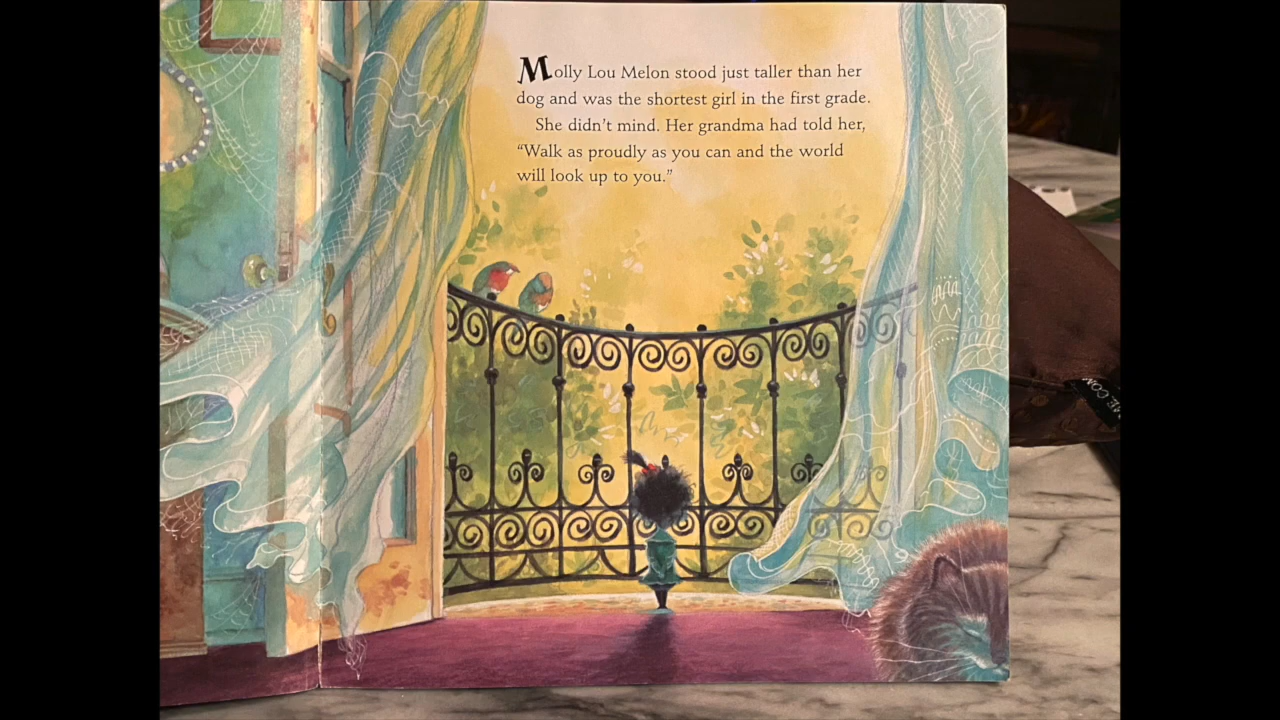 Molly Lou Melon stood just taller than her
dog and was the shortest girl in the first grade.
She didn't mind. Her grandma had told her,
“Walk as proudly as you can and the world
will look up to you.”